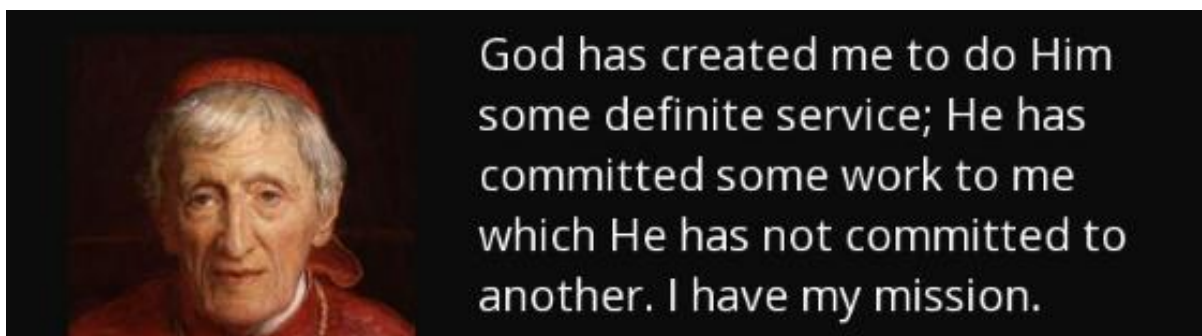 God has created me to do Him
some definite service; He has
committed some work to me
which He has not committed to
another. I have my mission.